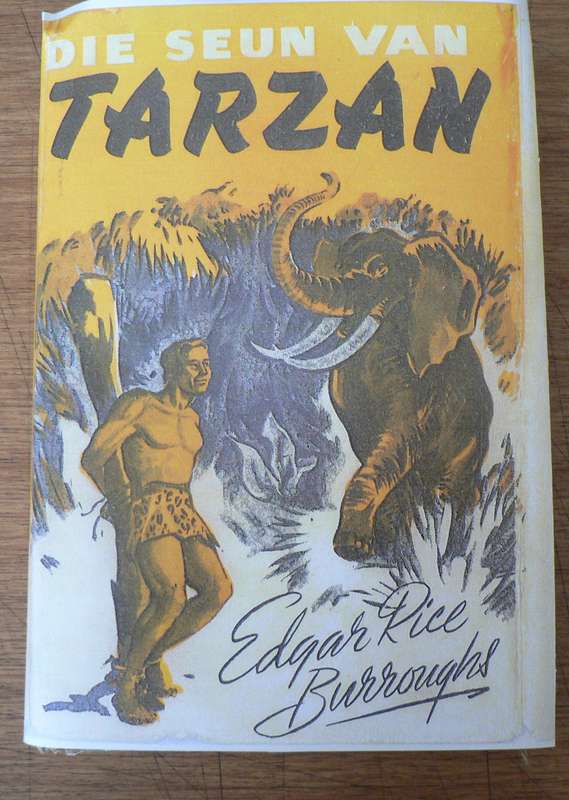 DIE SEUN VAN
TARZAN
Edgar Rice
Burroughs